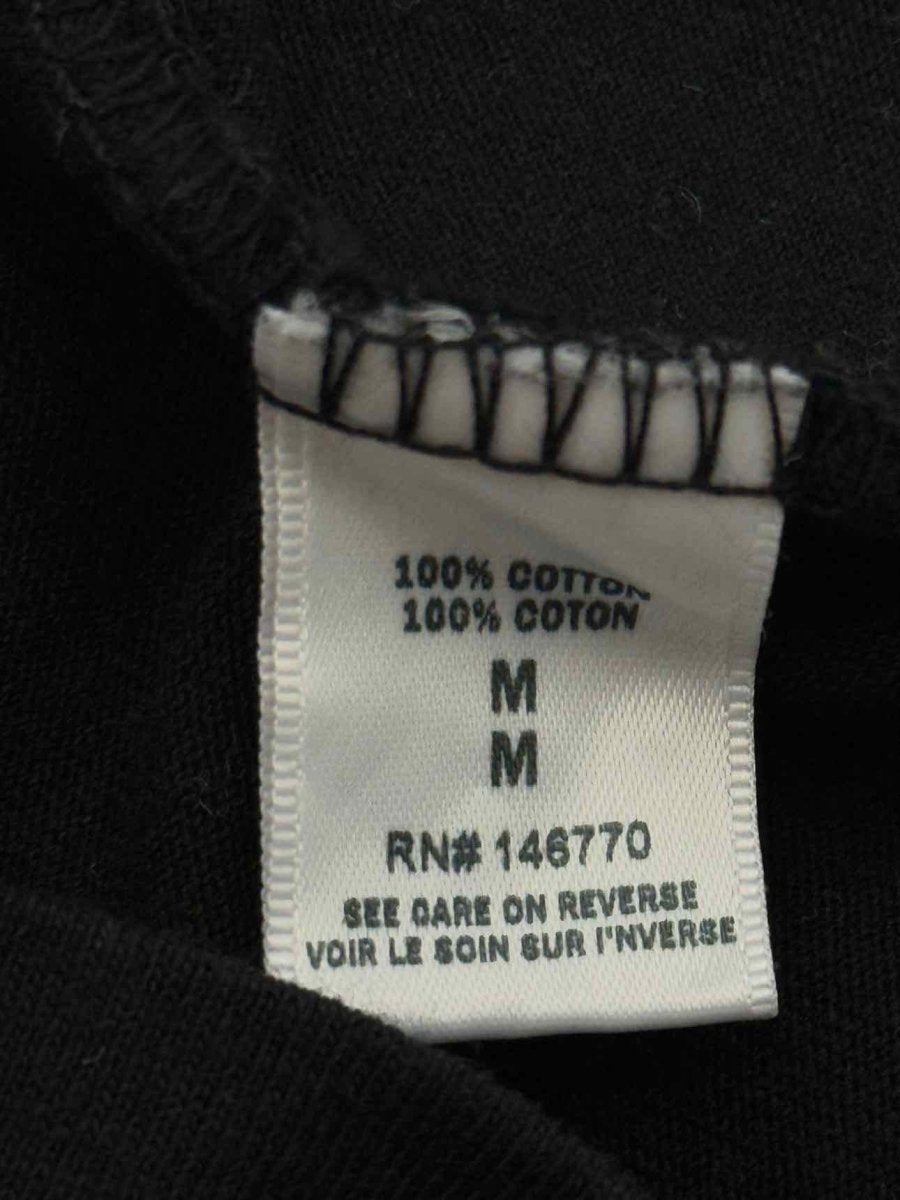 100% COTTON
100% COTON
M
M
RN# 146770
SEE CARE ON REVERSE
VOIR LE SOIN SUR I'NVERSE